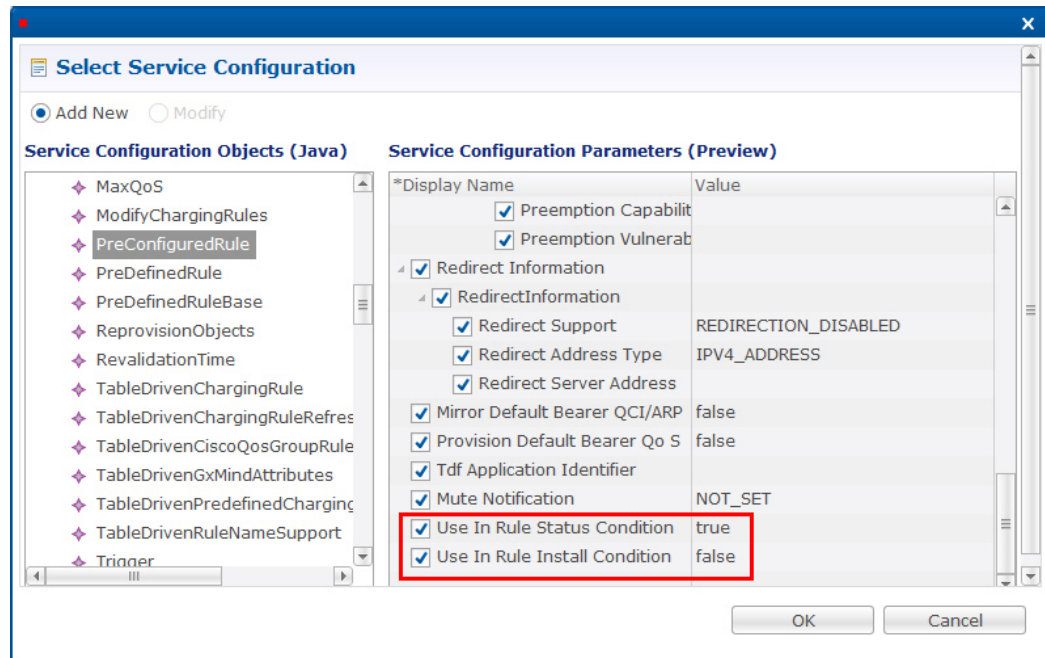 Select Service Configuration
Add New Modify
Service Configuration Objects (Java)
MaxQoS
ModifyChargingRules
PreConfiguredRule
PreDefinedRule
PreDefinedRuleBase
ReprovisionObjects
RevalidationTime
TableDrivenChargingRule
TableDrivenChargingRuleRefres
TableDrivenCiscoQosGroupRule
TableDrivenGxMindAttributes
TableDrivenPredefinedCharging
TableDrivenRuleNameSupport
Trigger
Service Configuration Parameters (Preview)
*Display Name Value
Preemption Capabilit
Preemption Vulnerab
Redirect Information
RedirectInformation
Redirect Support REDIRECTION_DISABLED
Redirect Address Type IPV4_ADDRESS
Redirect Server Address
Mirror Default Bearer QCI/ARP false
Provision Default Bearer Qo S false
Tdf Application Identifier
Mute Notification NOT_SET
Use In Rule Status Condition true
Use In Rule Install Condition false
OK Cancel